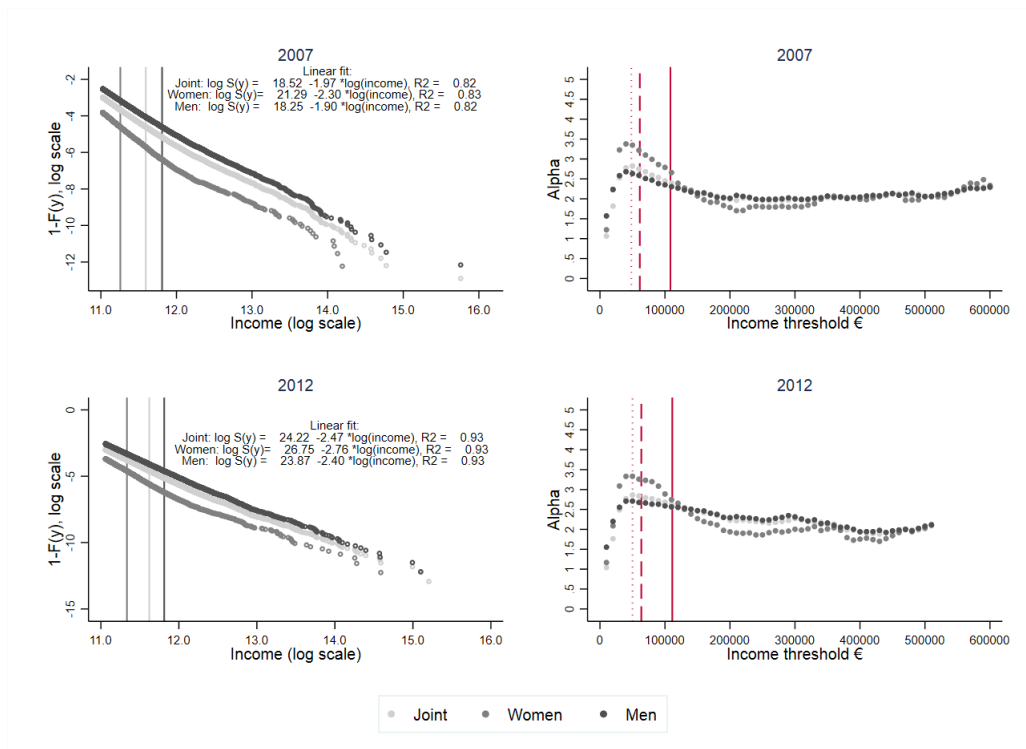 2007
Linear fit:
Joint: log S(y) = 18.52 -1.97 *log(income), R2 = 0.82
Women: log S(y)= 21.29 -2.30 *log(income), R2 = 0.83
Men: log S(y) = 18.25 -1.90 *log(income), R2 = 0.82
1-F(y), log scale
-2
-4
-6
-8
-10
-12
11.0 12.0 13.0 14.0 15.0 16.0
Income (log scale)
2007
Alpha
5
4.5
4
3.5
3
2.5
2
1.5
1
.5
0
0 100000 200000 300000 400000 500000 600000
Income threshold €
2012
Linear fit:
Joint: log S(y) = 24.22 -2.47 *log(income), R2 = 0.93
Women: log S(y)= 26.75 -2.76 *log(income), R2 = 0.93
Men: log S(y) = 23.87 -2.40 *log(income), R2 = 0.93
1-F(y), log scale
0
-5
-10
-15
11.0 12.0 13.0 14.0 15.0 16.0
Income (log scale)
2012
Alpha
5
4.5
4
3.5
3
2.5
2
1.5
1
.5
0
0 100000 200000 300000 400000 500000 600000
Income threshold €
Joint Women Men